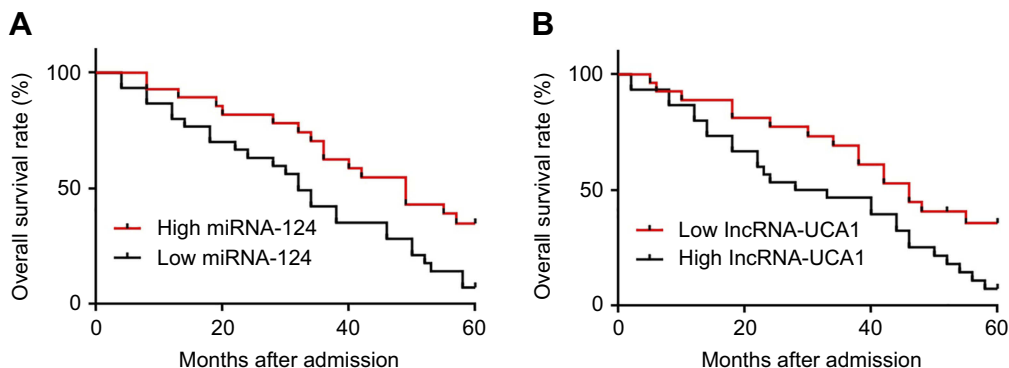 A
Overall survival rate (%)
100
50
0
High miRNA-124
Low miRNA-124
0
20
40
60
Months after admission
B
Overall survival rate (%)
100
50
0
Low lncRNA-UCA1
High lncRNA-UCA1
0
20
40
60
Months after admission